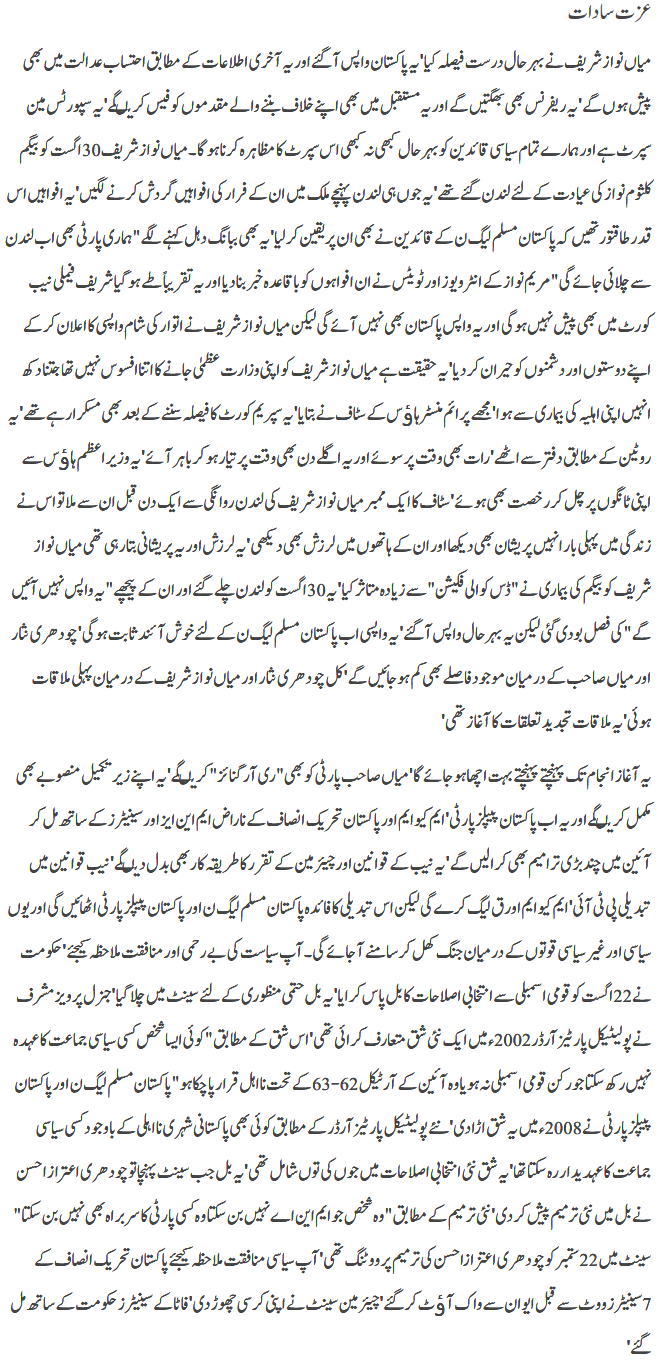 عزت سادات
میاں نواز شریف نے بہرحال درست فیصلہ کیا' یہ پاکستان واپس آ گئے اور یہ آخری اطلاعات کے مطابق احتساب عدالت میں بھی
پیش ہوں گے' یہ ریفرنس بھی بھگتیں گے اور یہ مستقبل میں بھی اپنے خلاف بننے والے مقدموں کو فیس کریں گے' یہ سپورٹس مین
سپرٹ ہے اور ہمارے تمام سیاسی قائدین کو بہرحال کبھی نہ کبھی اس سپرٹ کا مظاہرہ کرنا ہو گا۔ میاں نواز شریف 30 اگست کو بیگم
کلثوم نواز کی عیادت کے لئے لندن گئے تھے' یہ جوں ہی لندن پہنچے ملک میں ان کے فرار کی افواہیں گردش کرنے لگیں' یہ افواہیں اس
قدر طاقتور تھیں کہ پاکستان مسلم لیگ ن کے قائدین نے بھی ان پر یقین کر لیا' یہ بھی ببانگ دہل کہنے لگے "ہماری پارٹی بھی اب لندن
سے چلائی جائے گی" مریم نواز کے انٹرویوز اور ٹویٹس نے ان افواہوں کو باقاعدہ خبر بنا دیا اور یہ تقریباً طے ہو گیا شریف فیملی نیب
کورٹ میں بھی پیش نہیں ہو گی اور یہ واپس پاکستان بھی نہیں آئے گی لیکن میاں نواز شریف نے اتوار کی شام واپسی کا اعلان کر کے
اپنے دوستوں اور دشمنوں کو حیران کر دیا' یہ حقیقت ہے میاں نواز شریف کو اپنی وزارت عظمیٰ جانے کا اتنا افسوس نہیں تھا جتنا دکھ
انہیں اپنی اہلیہ کی بیماری سے ہوا' مجھے پرائم منسٹر ہاؤس کے سٹاف نے بتایا' یہ سپریم کورٹ کا فیصلہ سننے کے بعد بھی مسکرا رہے تھے' یہ
روٹین کے مطابق دفتر سے اٹھے' رات بھی وقت پر سوئے اور یہ اگلے دن بھی وقت پر تیار ہو کر باہر آئے' یہ وزیراعظم ہاؤس سے
اپنی ٹانگوں پر چل کر رخصت بھی ہوئے' سٹاف کا ایک ممبر میاں نواز شریف کی لندن روانگی سے ایک دن قبل ان سے ملا تو اس نے
زندگی میں پہلی بار انہیں پریشان بھی دیکھا اور ان کے ہاتھوں میں لرزش بھی دیکھی' یہ لرزش اور یہ پریشانی بتا رہی تھی میاں نواز
شریف کو بیگم کی بیماری نے "ڈس کوالی فکیشن" سے زیادہ متاثر کیا' یہ 30 اگست کو لندن چلے گئے اور ان کے پیچھے "یہ واپس نہیں آئیں
گے" کی فصل بو دی گئی لیکن یہ بہرحال واپس آ گئے' یہ واپسی اب پاکستان مسلم لیگ ن کے لئے خوش آئند ثابت ہو گی' چودھری نثار
اور میاں صاحب کے درمیان موجود فاصلے بھی کم ہو جائیں گے' کل چودھری نثار اور میاں نواز شریف کے درمیان پہلی ملاقات
ہوئی' یہ ملاقات تجدید تعلقات کا آغاز تھی'
یہ آغاز انجام تک پہنچتے پہنچتے بہت اچھا ہو جائے گا' میاں صاحب پارٹی کو بھی "ری آرگنائز" کریں گے' یہ اپنے زیر تکمیل منصوبے بھی
مکمل کریں گے اور یہ اب پاکستان پیپلز پارٹی' ایم کیو ایم اور پاکستان تحریک انصاف کے ناراض ایم این ایز اور سینیٹرز کے ساتھ مل کر
آئین میں چند بڑی ترامیم بھی کرا لیں گے' یہ نیب کے قوانین اور چیئرمین کے تقرر کا طریقہ کار بھی بدل دیں گے' نیب قوانین میں
تبدیلی پی ٹی آئی' ایم کیو ایم اور ق لیگ کرے گی لیکن اس تبدیلی کا فائدہ پاکستان مسلم لیگ ن اور پاکستان پیپلز پارٹی اٹھائیں گی اور یوں
سیاسی اور غیر سیاسی قوتوں کے درمیان جنگ کھل کر سامنے آ جائے گی۔ آپ سیاست کی بے رحمی اور منافقت ملاحظہ کیجئے' حکومت
نے 22 اگست کو قومی اسمبلی سے انتخابی اصلاحات کا بل پاس کرایا' یہ بل حتمی منظوری کے لئے سینٹ میں چلا گیا' جنرل پرویز مشرف
نے پولیٹیکل پارٹیز آرڈر 2002ء میں ایک نئی شق متعارف کرائی تھی' اس شق کے مطابق "کوئی ایسا شخص کسی سیاسی جماعت کا عہدہ
نہیں رکھ سکتا جو رکن قومی اسمبلی نہ ہو یا وہ آئین کے آرٹیکل 62-63 کے تحت نااہل قرار پا چکا ہو" پاکستان مسلم لیگ ن اور پاکستان
پیپلز پارٹی نے 2008ء میں یہ شق اڑا دی' نئے پولیٹیکل پارٹیز آرڈر کے مطابق کوئی بھی پاکستانی شہری نااہلی کے باوجود کسی سیاسی
جماعت کا عہدیدار رہ سکتا تھا' یہ شق نئی انتخابی اصلاحات میں جوں کی توں شامل تھی' یہ بل جب سینٹ پہنچا تو چودھری اعتزاز احسن
نے بل میں نئی ترمیم پیش کر دی' نئی ترمیم کے مطابق "وہ شخص جو ایم این اے نہیں بن سکتا وہ کسی پارٹی کا سربراہ بھی نہیں بن سکتا"
سینٹ میں 22 ستمبر کو چودھری اعتزاز احسن کی ترمیم پر ووٹنگ تھی' آپ سیاسی منافقت ملاحظہ کیجئے پاکستان تحریک انصاف کے
7 سینیٹرز ووٹ سے قبل ایوان سے واک آؤٹ کر گئے' چیئرمین سینٹ نے اپنی کرسی چھوڑ دی' فاٹا کے سینیٹرز حکومت کے ساتھ مل
گئے'